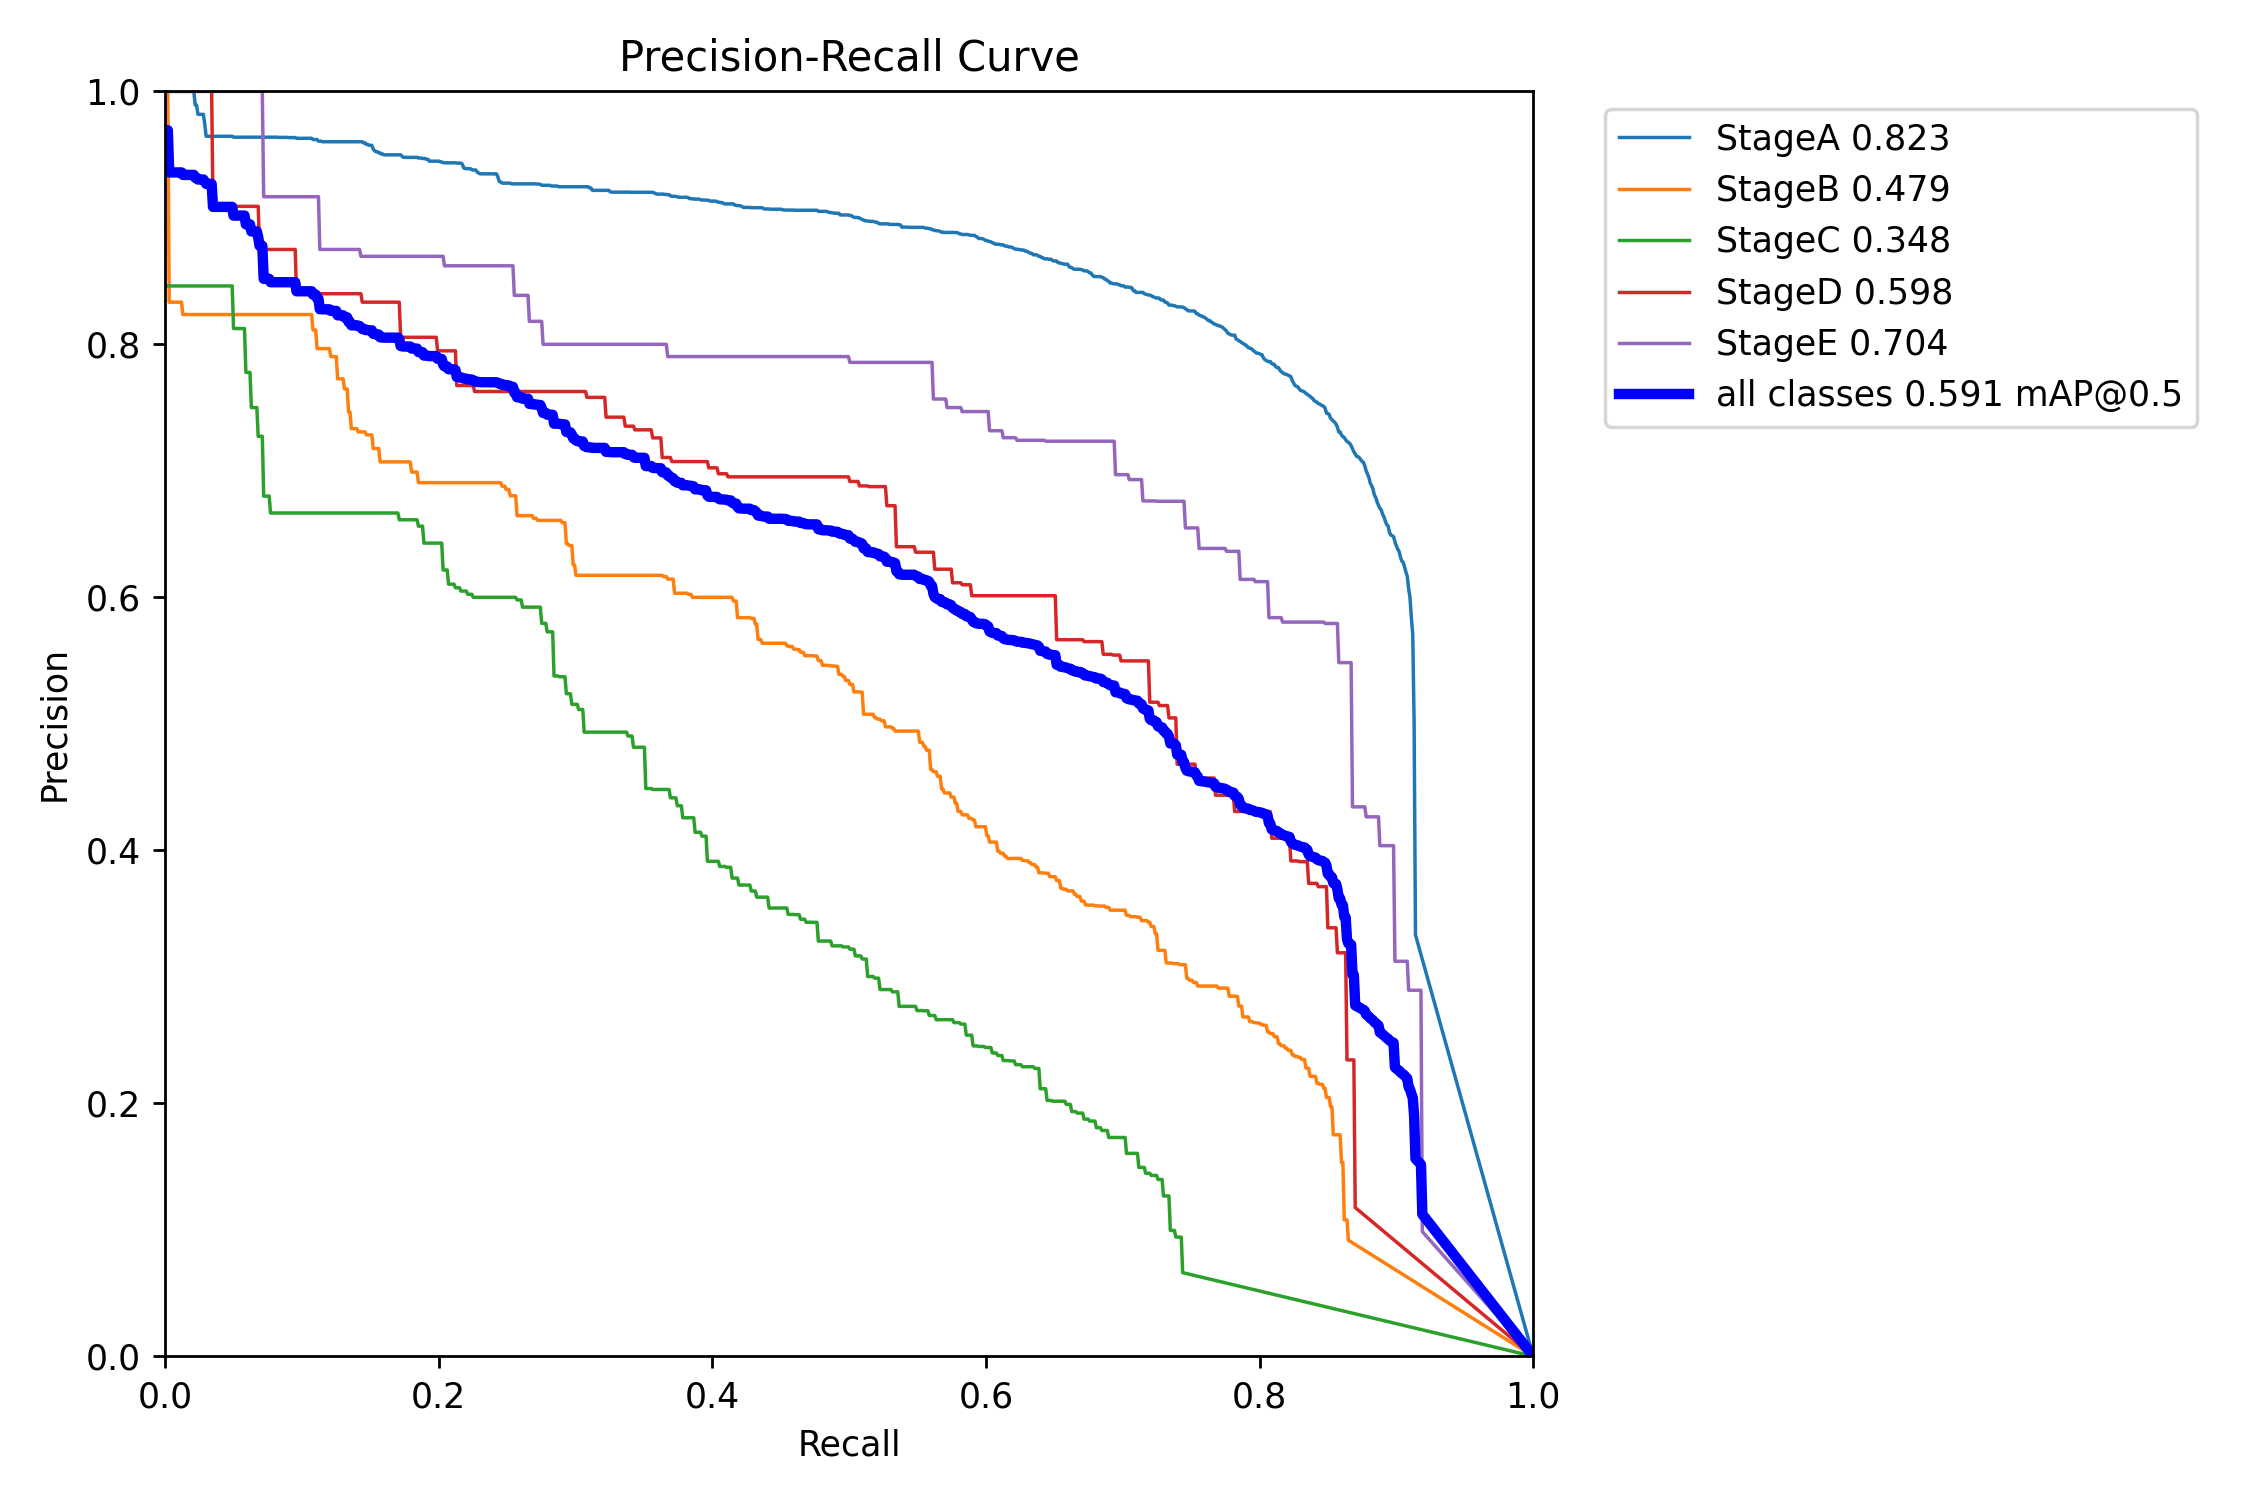 Precision-Recall Curve
1.0
0.8
0.6
0.4
0.2
0.0
Precision
0.0 0.2 0.4 0.6 0.8 1.0
Recall
StageA 0.823
StageB 0.479
StageC 0.348
StageD 0.598
StageE 0.704
all classes 0.591 mAP@0.5